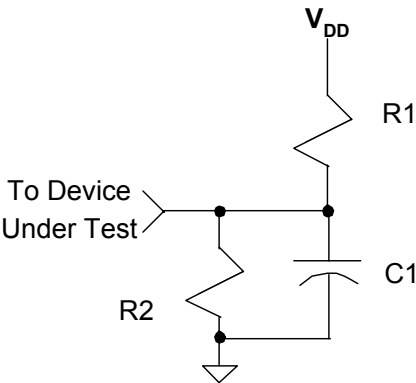 V_DD
R1
To Device
Under Test
C1
R2